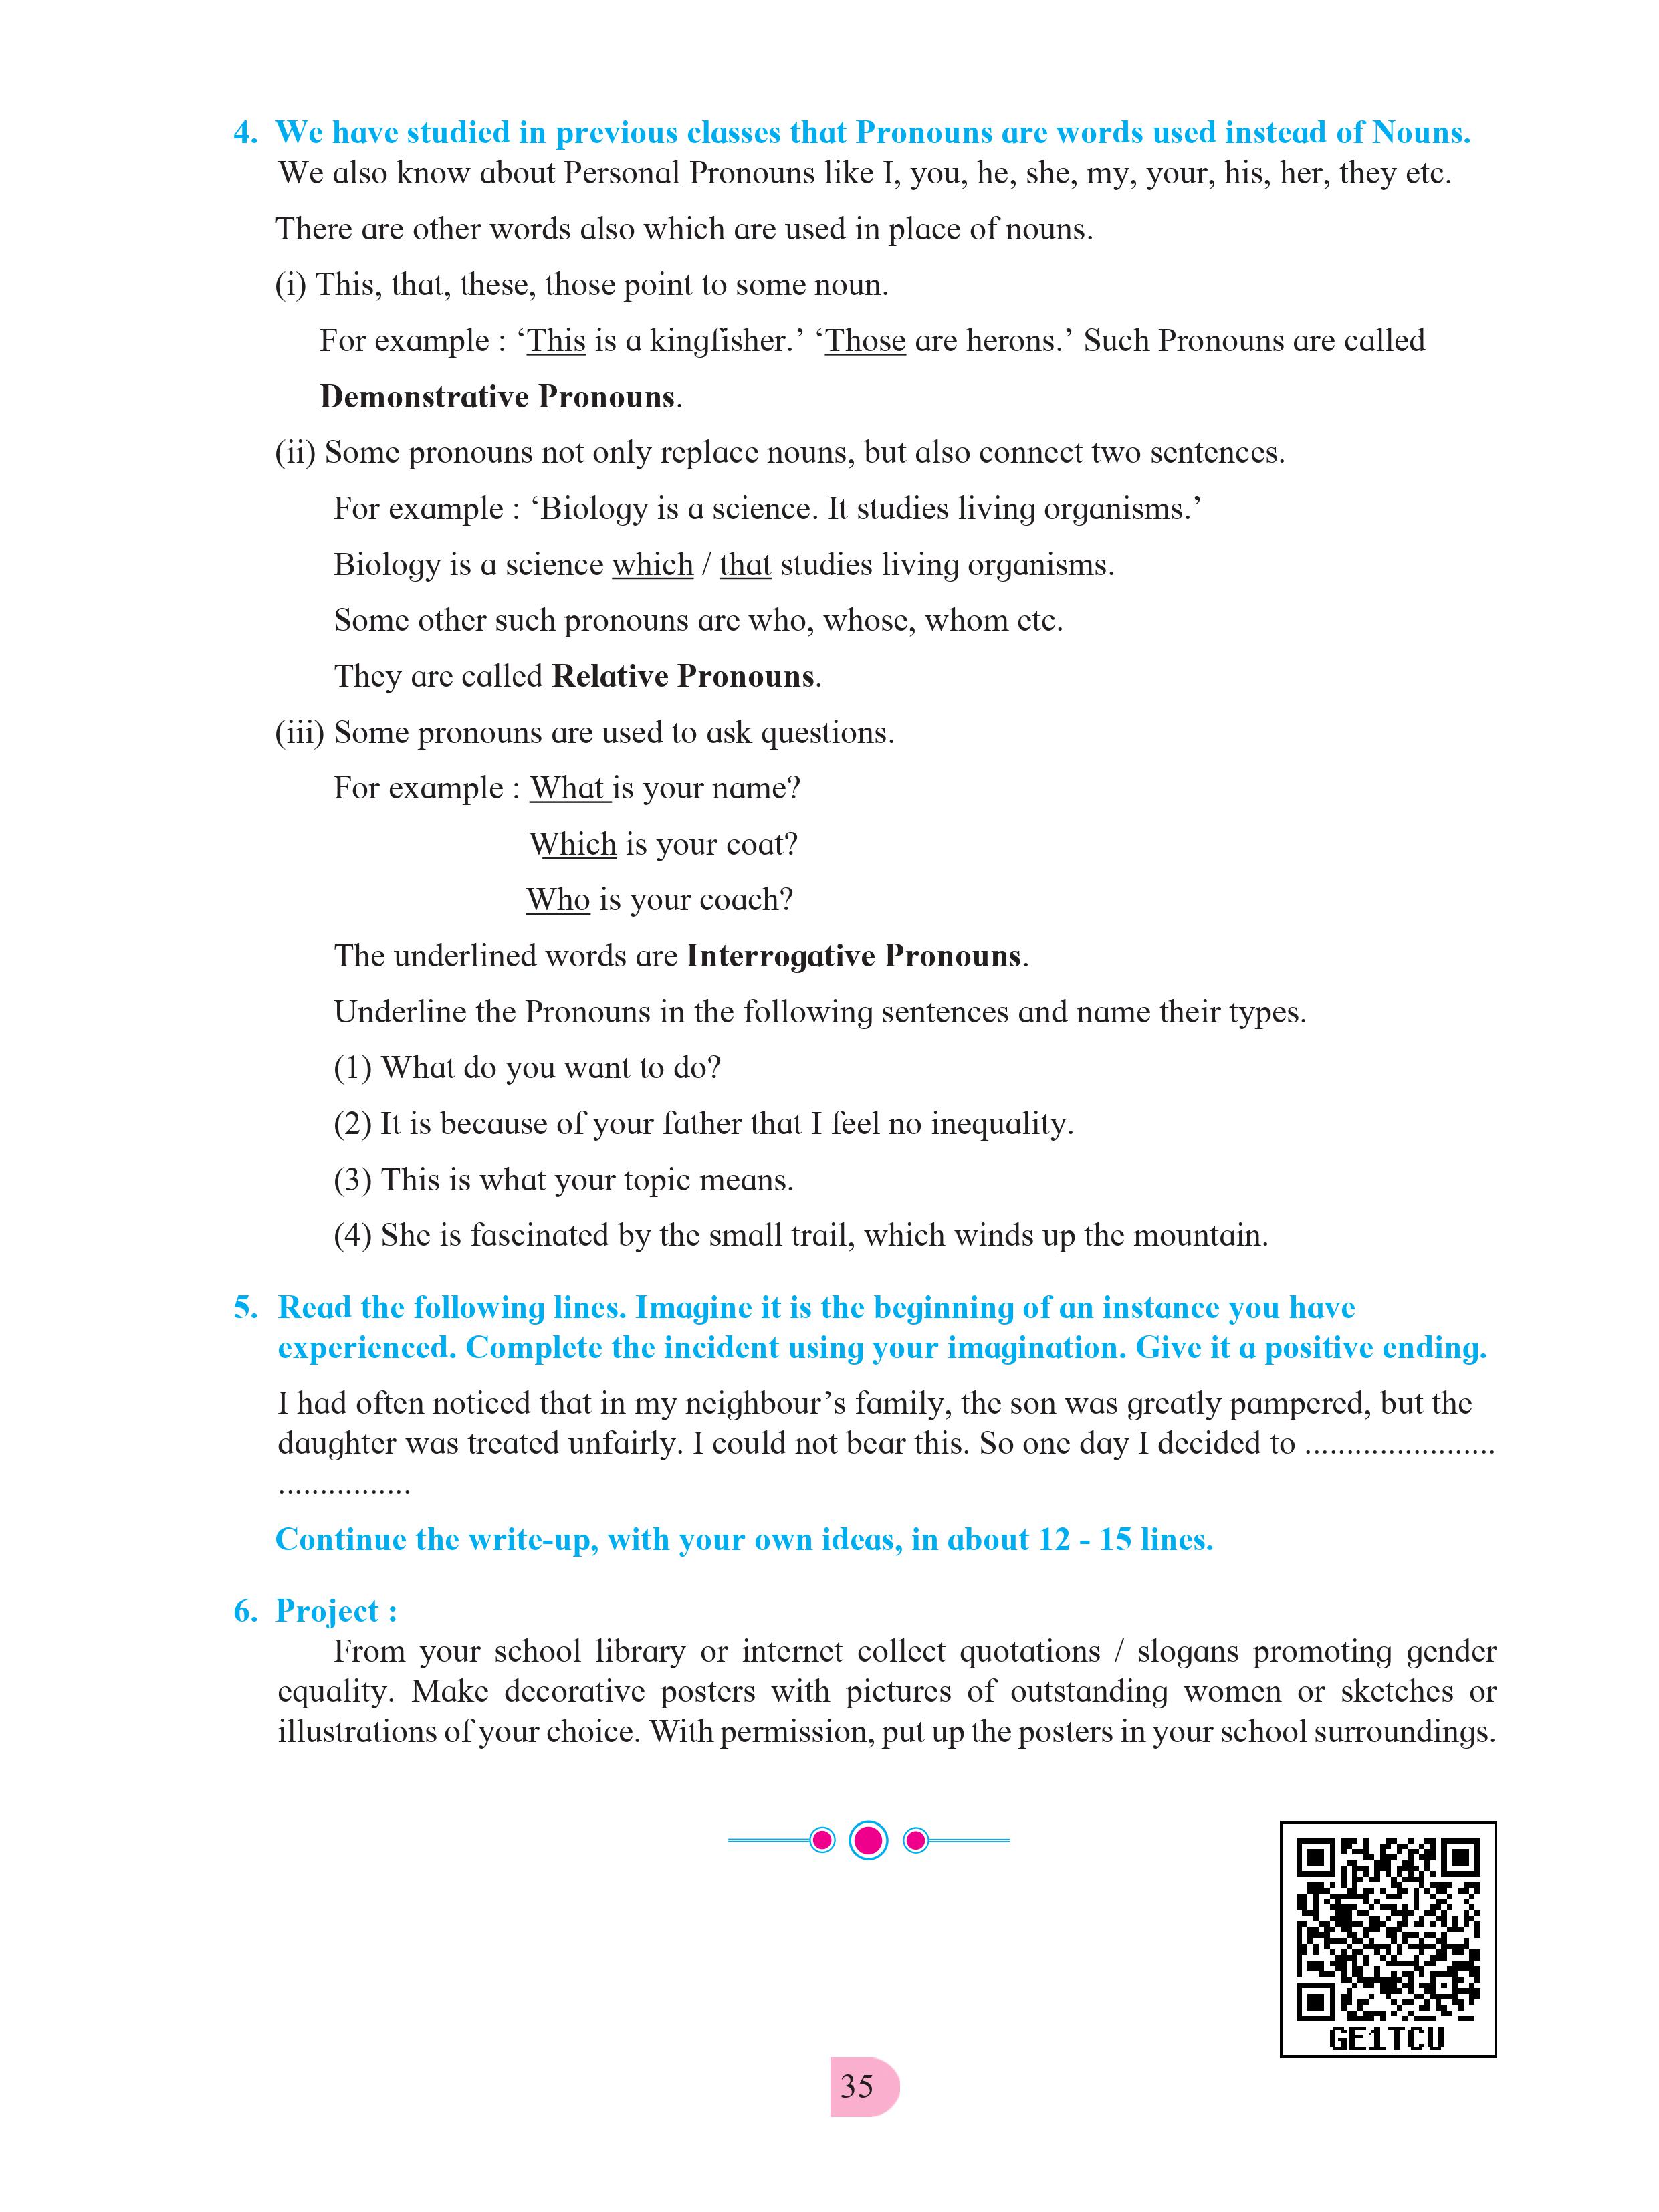 4. We have studied in previous classes that Pronouns are words used instead of Nouns.
We also know about Personal Pronouns like I, you, he, she, my, your, his, her, they etc.
There are other words also which are used in place of nouns.
(i) This, that, these, those point to some noun.
For example : ‘This is a kingfisher.’ ‘Those are herons.’ Such Pronouns are called
Demonstrative Pronouns.
(ii) Some pronouns not only replace nouns, but also connect two sentences.
For example : ‘Biology is a science. It studies living organisms.’
Biology is a science which / that studies living organisms.
Some other such pronouns are who, whose, whom etc.
They are called Relative Pronouns.
(iii) Some pronouns are used to ask questions.
For example : What is your name?
Which is your coat?
Who is your coach?
The underlined words are Interrogative Pronouns.
Underline the Pronouns in the following sentences and name their types.
(1) What do you want to do?
(2) It is because of your father that I feel no inequality.
(3) This is what your topic means.
(4) She is fascinated by the small trail, which winds up the mountain.
5. Read the following lines. Imagine it is the beginning of an instance you have
experienced. Complete the incident using your imagination. Give it a positive ending.
I had often noticed that in my neighbour’s family, the son was greatly pampered, but the
daughter was treated unfairly. I could not bear this. So one day I decided to .......................
................
Continue the write-up, with your own ideas, in about 12 - 15 lines.
6. Project :
From your school library or internet collect quotations / slogans promoting gender
equality. Make decorative posters with pictures of outstanding women or sketches or
illustrations of your choice. With permission, put up the posters in your school surroundings.
GE1TCU
35